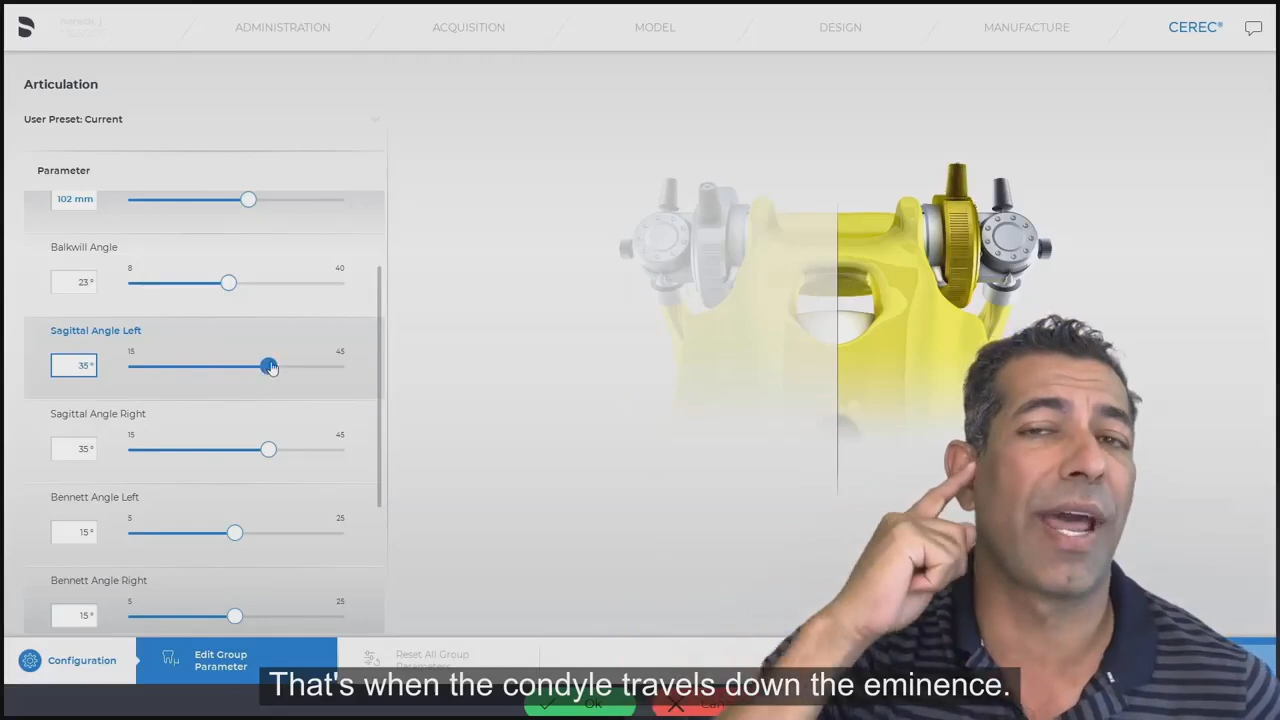 ADMINISTRATION
ACQUISITION
MODEL
DESIGN
MANUFACTURE
CEREC®
Articulation
User Preset: Current
Parameter
102 mm
Balkwill Angle
8
40
23 °
Sagittal Angle Left
15
45
35 °
Sagittal Angle Right
15
45
35 °
Bennett Angle Left
5
25
15 °
Bennett Angle Right
5
25
15 °
Configuration
Edit Group
Parameter
Reset All Group
Parameters
Ok
That's when the condyle travels down the eminence.